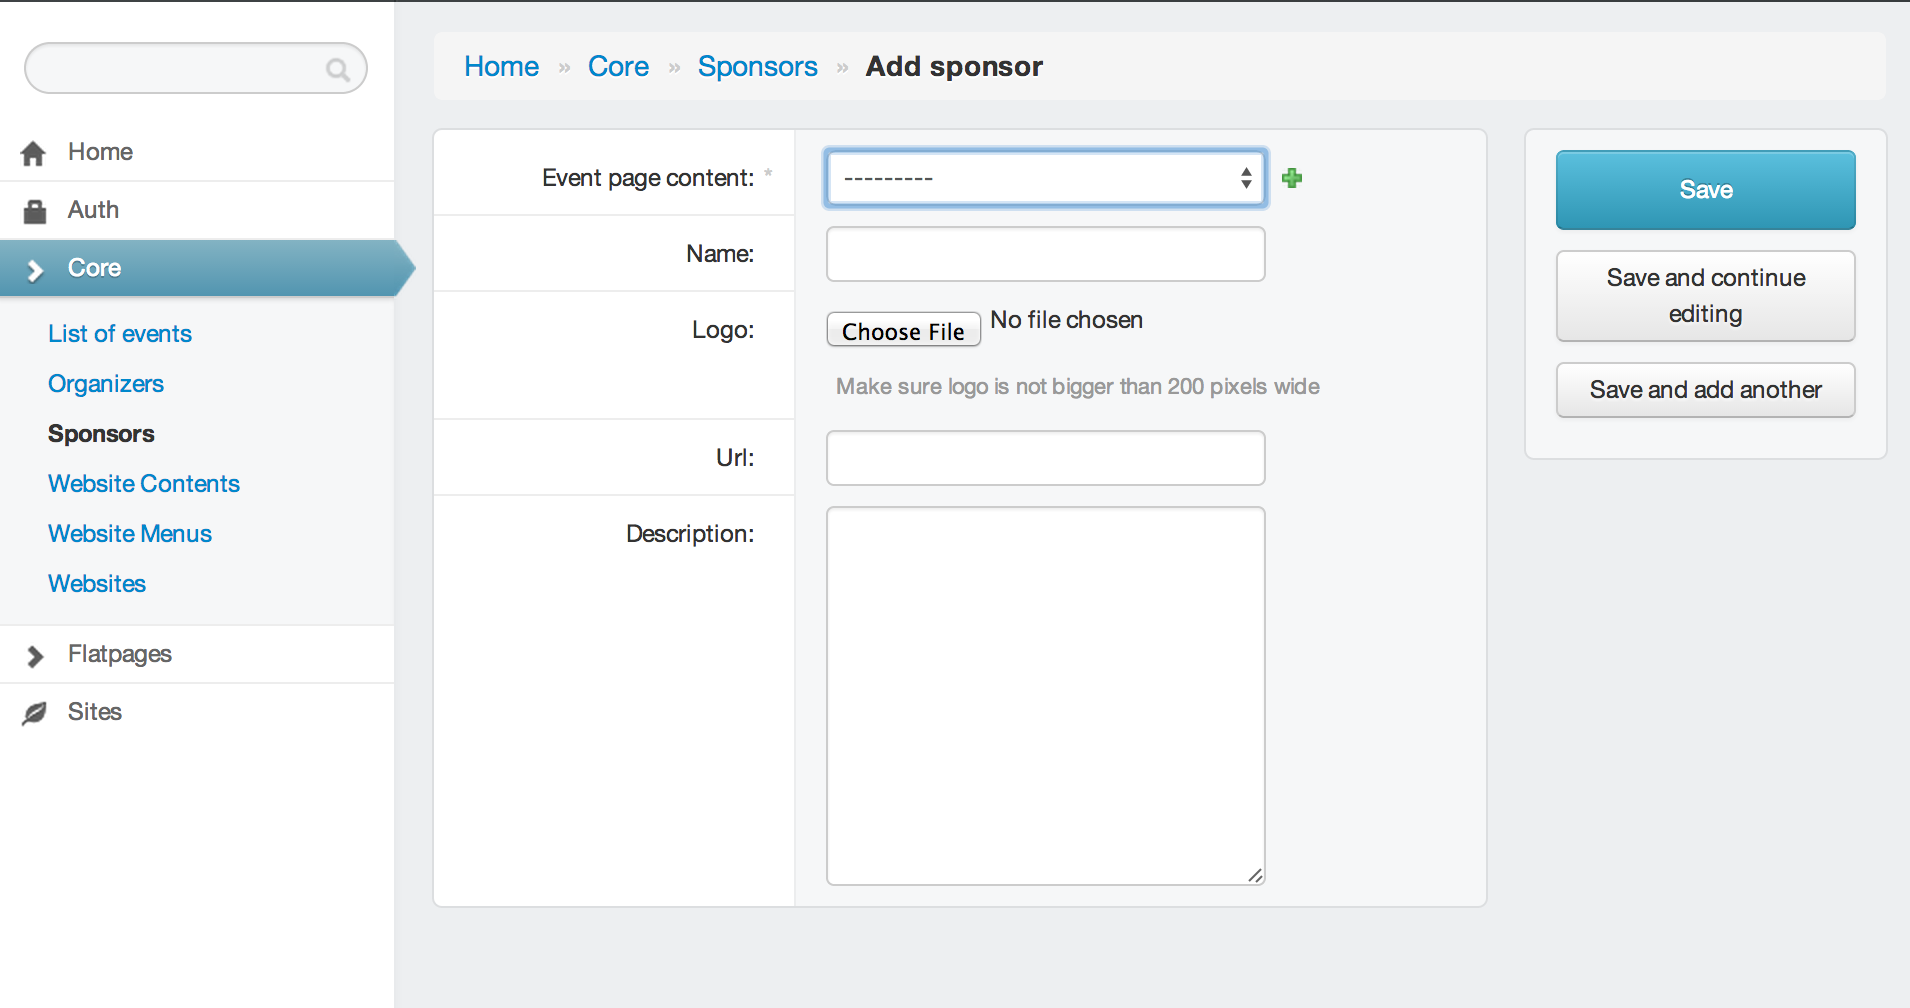 Home
Auth
Core
List of events
Organizers
Sponsors
Website Contents
Website Menus
Websites
Flatpages
Sites
Home » Core » Sponsors » Add sponsor
Event page content: * ---------
Name:
Logo: Choose File No file chosen
Make sure logo is not bigger than 200 pixels wide
Url:
Description:
Save
Save and continue
editing
Save and add another